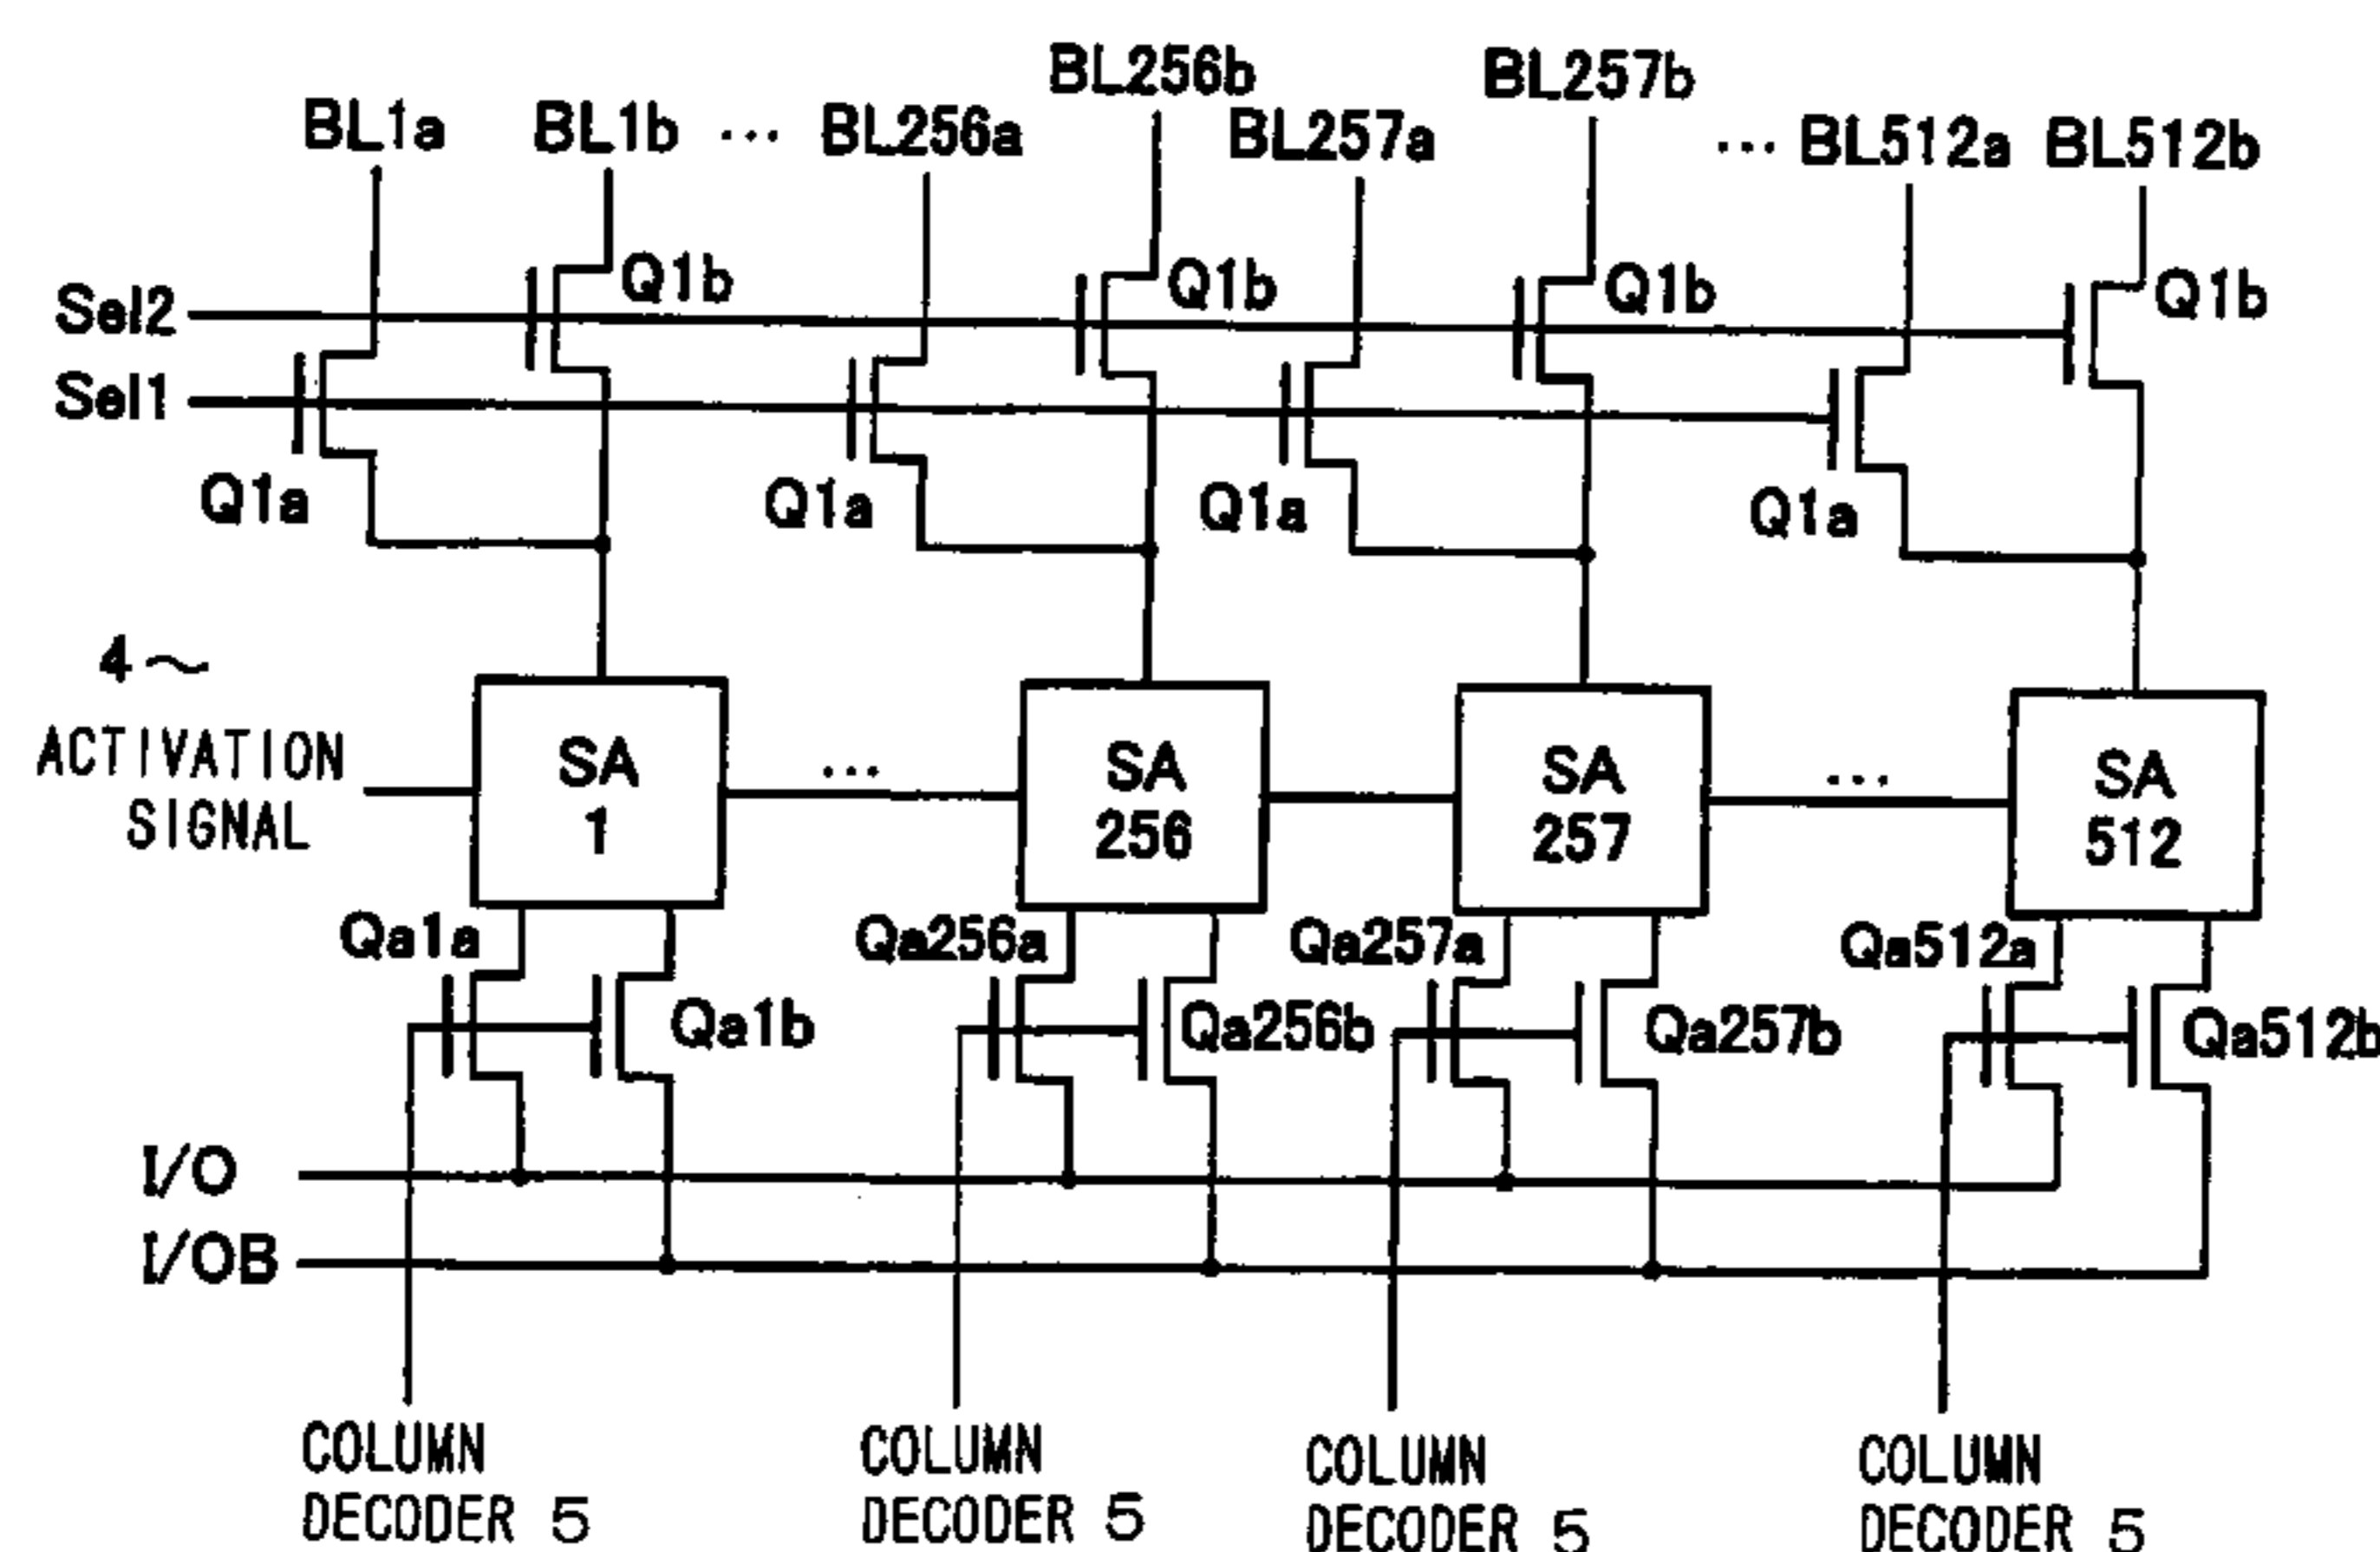 BL1a BL1b ... BL256a BL256b BL257a BL257b ... BL512a BL512b
Q1b Q1b Q1b Q1b
Sel2
Sel1
Q1a Q1a Q1a Q1a
4~
ACTIVATION
SIGNAL
SA ... SA SA ... SA
1 256 257 512
Qa1a Qa256a Qa257a Qa512a
Qa1b Qa256b Qa257b Qa512b
I/O
I/OB
COLUMN COLUMN COLUMN COLUMN
DECODER 5 DECODER 5 DECODER 5 DECODER 5